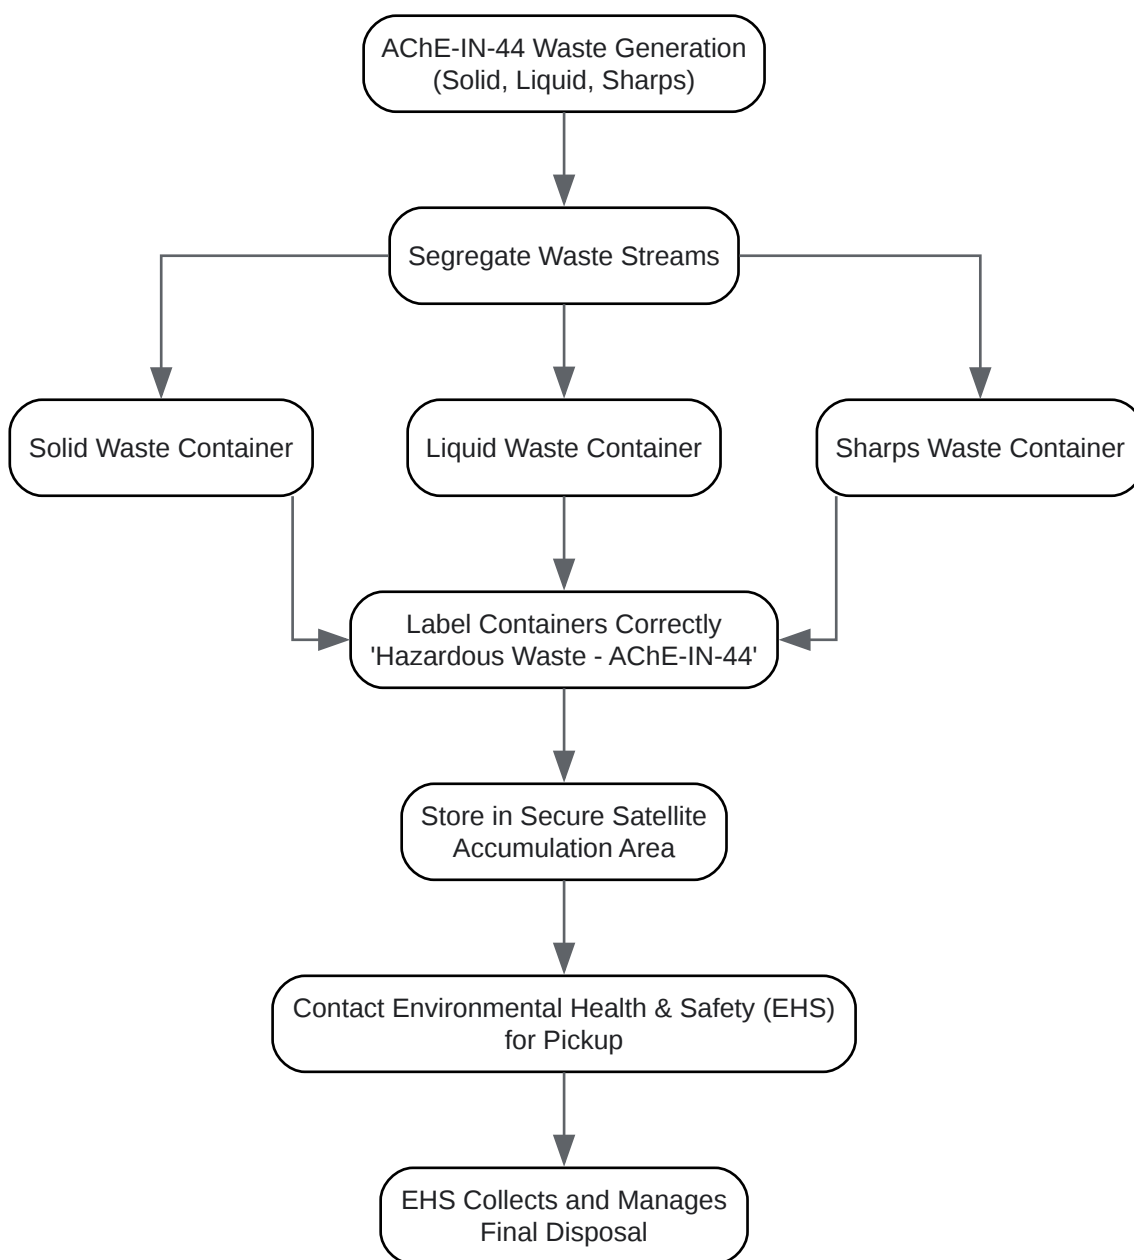 AChE-IN-44 Waste Generation
(Solid, Liquid, Sharps)
Segregate Waste Streams
Solid Waste Container
Liquid Waste Container
Sharps Waste Container
Label Containers Correctly
'Hazardous Waste - AChE-IN-44'
Store in Secure Satellite
Accumulation Area
Contact Environmental Health & Safety (EHS)
for Pickup
EHS Collects and Manages
Final Disposal